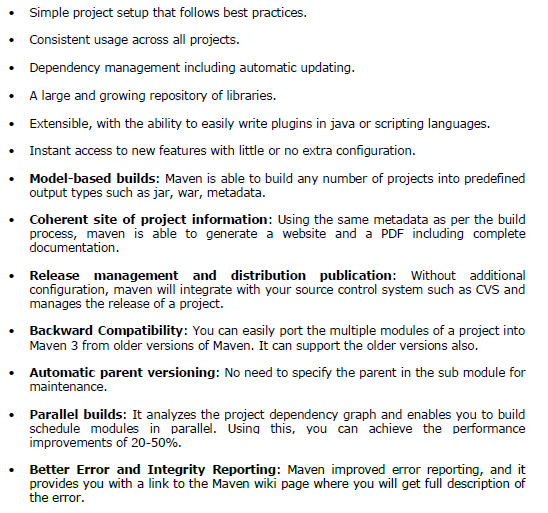 • Simple project setup that follows best practices.
• Consistent usage across all projects.
• Dependency management including automatic updating.
• A large and growing repository of libraries.
• Extensible, with the ability to easily write plugins in java or scripting languages.
• Instant access to new features with little or no extra configuration.
• Model-based builds: Maven is able to build any number of projects into predefined
output types such as jar, war, metadata.
• Coherent site of project information: Using the same metadata as per the build
process, maven is able to generate a website and a PDF including complete
documentation.
• Release management and distribution publication: Without additional
configuration, maven will integrate with your source control system such as CVS and
manages the release of a project.
• Backward Compatibility: You can easily port the multiple modules of a project into
Maven 3 from older versions of Maven. It can support the older versions also.
• Automatic parent versioning: No need to specify the parent in the sub module for
maintenance.
• Parallel builds: It analyzes the project dependency graph and enables you to build
schedule modules in parallel. Using this, you can achieve the performance
improvements of 20-50%.
• Better Error and Integrity Reporting: Maven improved error reporting, and it
provides you with a link to the Maven wiki page where you will get full description of
the error.